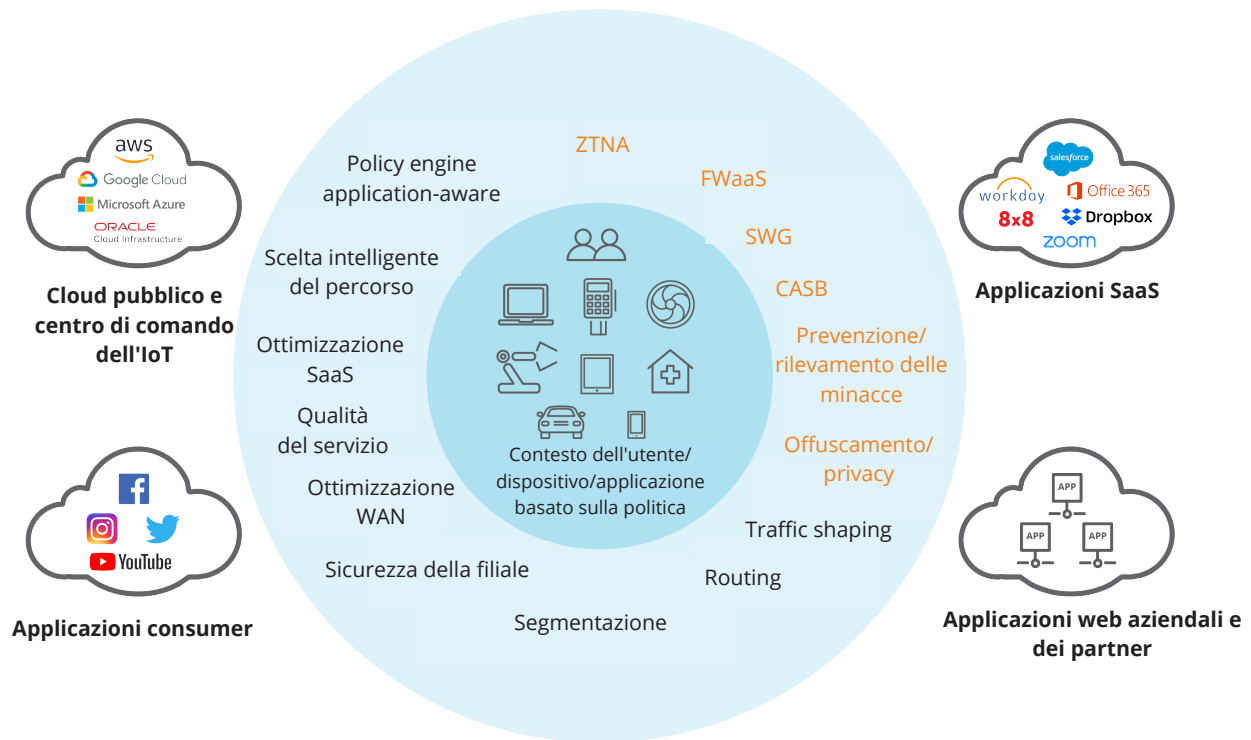 aws
Google Cloud
Microsoft Azure
ORACLE
Cloud Infrastructure
Cloud pubblico e
centro di comando
dell'IoT
YouTube
Applicazioni consumer
Policy engine
application-aware
Scelta intelligente
del percorso
Ottimizzazione
SaaS
Qualità
del servizio
Ottimizzazione
WAN
Sicurezza della filiale
Segmentazione
ZTNA
FWaaS
SWG
CASB
Prevenzione/
rilevamento delle
minacce
Offuscamento/
privacy
Traffic shaping
Routing
Contesto dell'utente/
dispositivo/applicazione
basato sulla politica
salesforce
workday.
Office 365
8x8
Dropbox
zoom
Applicazioni SaaS
APP
APP
APP
Applicazioni web aziendali e
dei partner